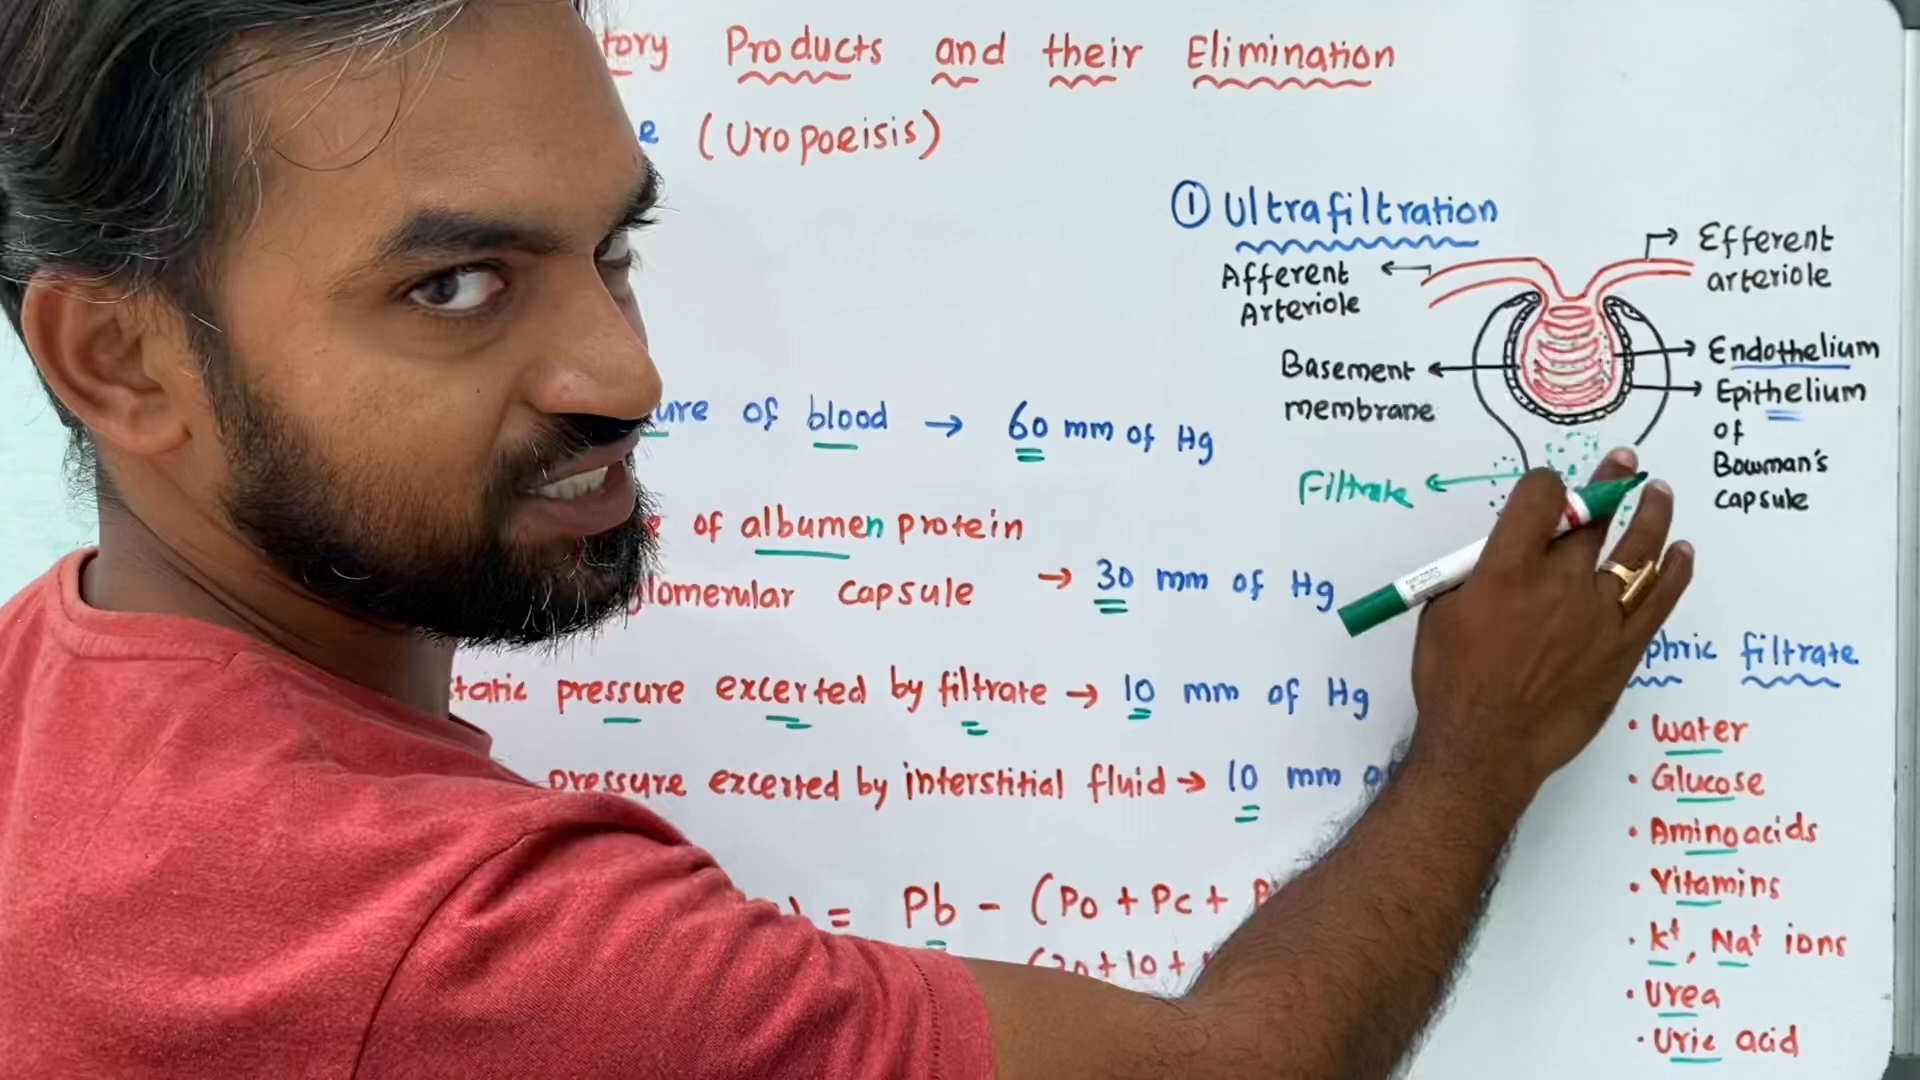 Products and their Elimination
(Uropoeisis)
① Ultrafiltration
Afferent
Arteriole
Efferent
arteriole
Basement
membrane
Endothelium
Epithelium
of
Bowman's
capsule
Filtrate
of blood → 60 mm of Hg
of albumen protein
capsule → 30 mm of Hg
pressure excerted by filtrate → 10 mm of Hg
pressure excerted by interstitial fluid → 10 mm
= Pb - (Po + Pc +
(30 + 10 +
filtrate
• Water
• Glucose
• Aminoacids
• Vitamins
• K⁺, Na⁺ ions
• Urea
• Uric acid